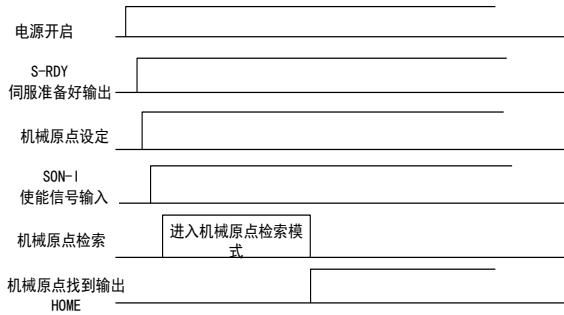 电源开启
S-RDY
伺服准备好输出
机械原点设定
SON-I
使能信号输入
机械原点检索
进入机械原点检索模
式
机械原点找到输出
HOME